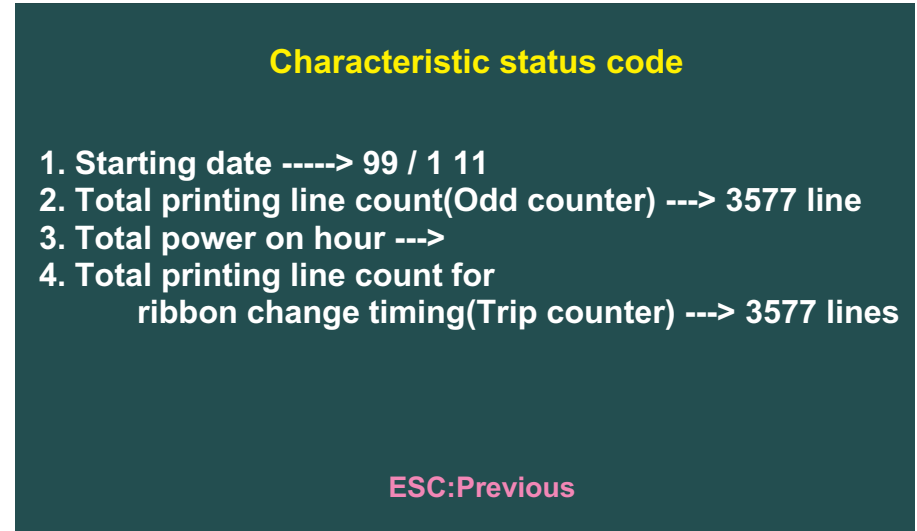 Characteristic status code
1. Starting date -----> 99 / 1 11
2. Total printing line count(Odd counter) ---> 3577 line
3. Total power on hour --->
4. Total printing line count for
ribbon change timing(Trip counter) ---> 3577 lines
ESC:Previous